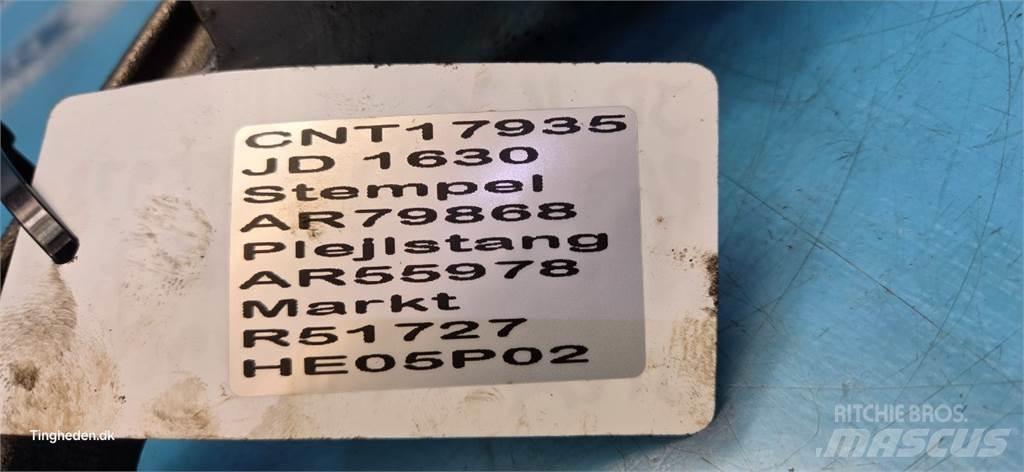 CNT17935
JD 1630
Stempel
AR79868
Plejlstang
AR55978
Markt
R51727
HE05P02
Tingheden.dk
RITCHIE BROS.
MASCUS